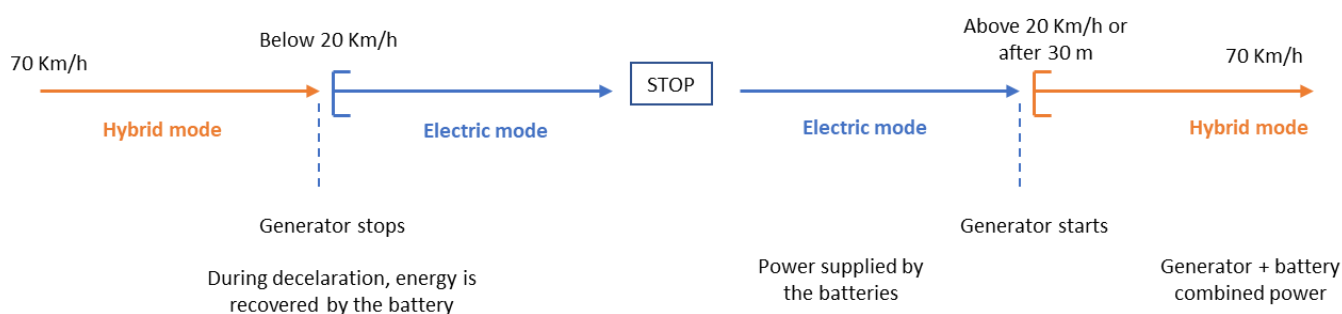 70 Km/h
Below 20 Km/h
STOP
Above 20 Km/h or
after 30 m
70 Km/h
Hybrid mode
Electric mode
Electric mode
Hybrid mode
Generator stops
Generator starts
During decelaration, energy is
recovered by the battery
Power supplied by
the batteries
Generator + battery
combined power